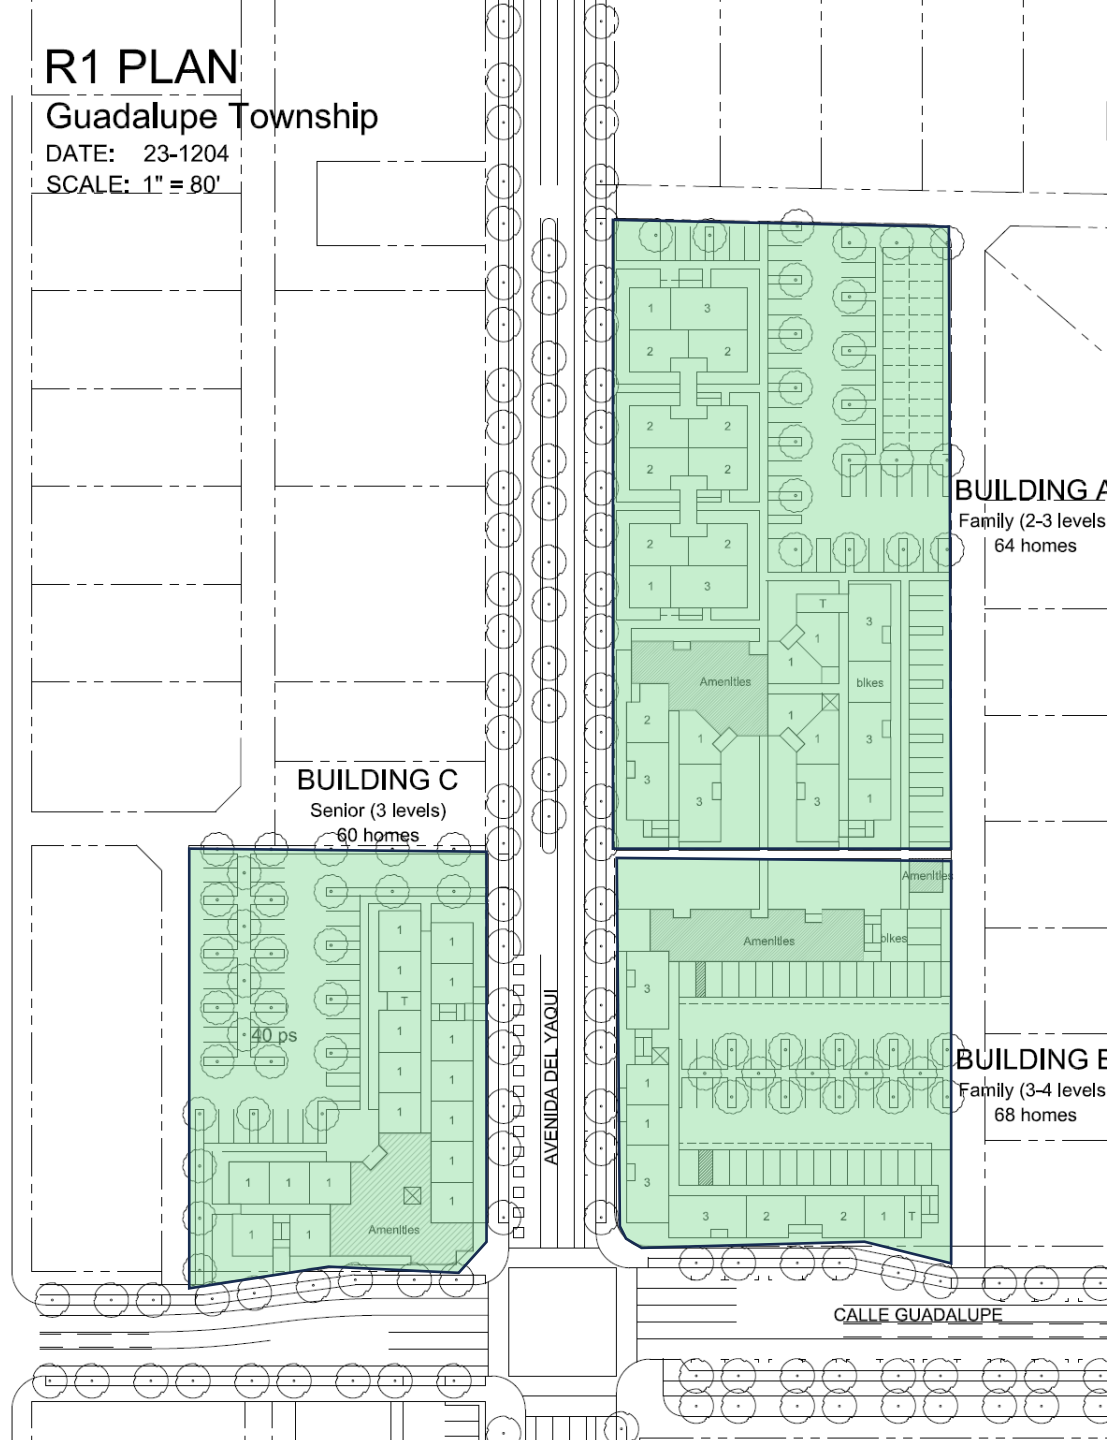 R1 PLAN
Guadalupe Township
DATE: 23-1204
SCALE: 1" = 80'
1
3
2
2
2
2
2
2
2
2
1
3
BUILDING A
Family (2-3 levels
64 homes
T
3
1
1
Amenities
bikes
2
1
1
1
3
3
3
3
1
BUILDING C
Senior (3 levels)
60 homes
Amenities
Amenities
bikes
1
1
1
1
T
3
40 ps
1
1
AVENIDA DEL YAQUI
BUILDING B
Family (3-4 levels
68 homes
1
1
1
1
1
1
1
1
1
1
1
3
3
2
2
1
T
1
1
Amenities
CALLE GUADALUPE